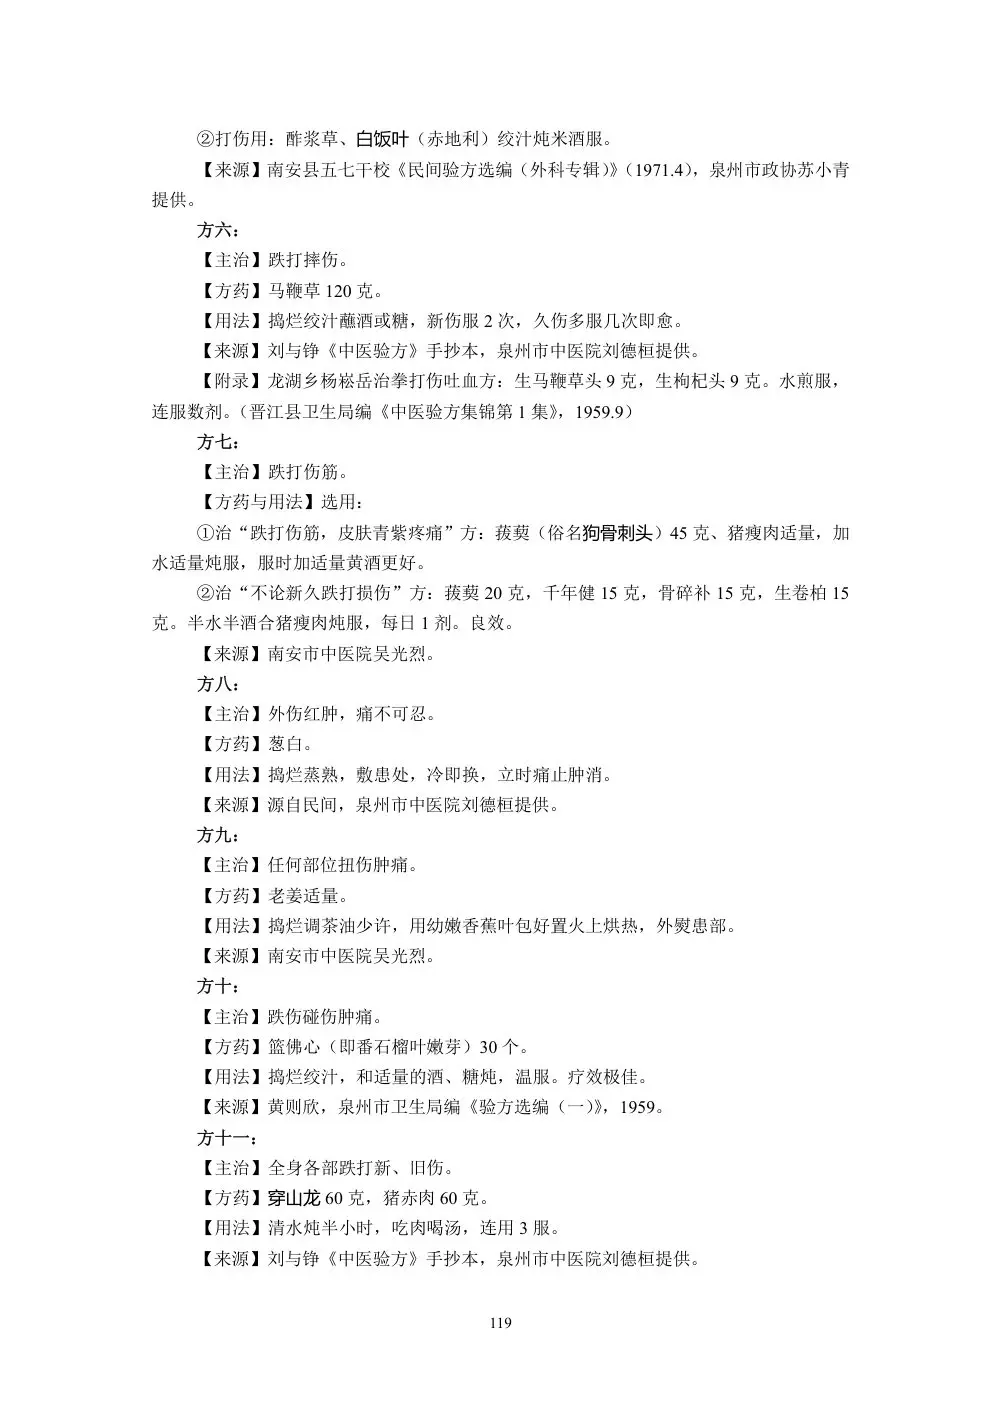 ②打伤用：酢浆草、白饭叶（赤地利）绞汁炖米酒服。
【来源】南安县五七干校《民间验方选编（外科专辑）》（1971.4），泉州市政协苏小青
提供。
方六：
【主治】跌打摔伤。
【方药】马鞭草 120 克。
【用法】捣烂绞汁蘸酒或糖，新伤服 2 次，久伤多服几次即愈。
【来源】刘与铮《中医验方》手抄本，泉州市中医院刘德桓提供。
【附录】龙湖乡杨崧岳治拳打伤吐血方：生马鞭草头 9 克，生枸杞头 9 克。水煎服，
连服数剂。（晋江县卫生局编《中医验方集锦第 1 集》，1959.9）
方七：
【主治】跌打伤筋。
【方药与用法】选用：
①治“跌打伤筋，皮肤青紫疼痛”方：菝葜（俗名狗骨刺头）45 克、猪瘦肉适量，加
水适量炖服，服时加适量黄酒更好。
②治“不论新久跌打损伤”方：菝葜 20 克，千年健 15 克，骨碎补 15 克，生卷柏 15
克。半水半酒合猪瘦肉炖服，每日 1 剂。良效。
【来源】南安市中医院吴光烈。
方八：
【主治】外伤红肿，痛不可忍。
【方药】葱白。
【用法】捣烂蒸熟，敷患处，冷即换，立时痛止肿消。
【来源】源自民间，泉州市中医院刘德桓提供。
方九：
【主治】任何部位扭伤肿痛。
【方药】老姜适量。
【用法】捣烂调茶油少许，用幼嫩香蕉叶包好置火上烘热，外熨患部。
【来源】南安市中医院吴光烈。
方十：
【主治】跌伤碰伤肿痛。
【方药】篮佛心（即番石榴叶嫩芽）30 个。
【用法】捣烂绞汁，和适量的酒、糖炖，温服。疗效极佳。
【来源】黄则欣，泉州市卫生局编《验方选编（一）》，1959。
方十一：
【主治】全身各部跌打新、旧伤。
【方药】穿山龙 60 克，猪赤肉 60 克。
【用法】清水炖半小时，吃肉喝汤，连用 3 服。
【来源】刘与铮《中医验方》手抄本，泉州市中医院刘德桓提供。
119